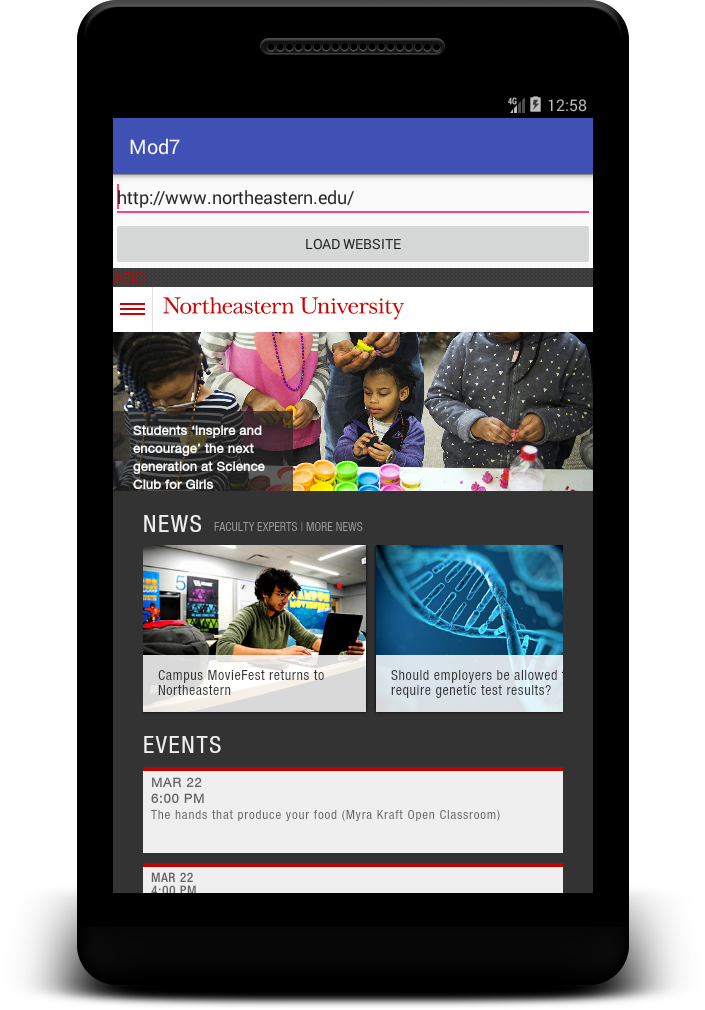 4G 12:58
Mod7
http://www.northeastern.edu/
LOAD WEBSITE
ABC
Northeastern University
Students ‘Inspire and
encourage’ the next
generation at Science
Club for Girls
NEWS FACULTY EXPERTS | MORE NEWS
5
Campus MovieFest returns to
Northeastern
Should employers be allowed
require genetic test results?
EVENTS
MAR 22
6:00 PM
The hands that produce your food (Myra Kraft Open Classroom)
MAR 22
4:00 PM